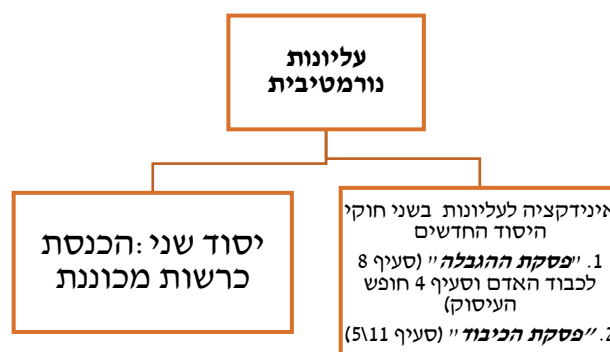 עליונות
נורמטיבית
יסוד שני :הכנסת
כרשות מכוננת
אינידקציה לעליונות בשני חוקי
היסוד החדשים
1. "פסקת ההגבלה" (סעיף 8
לכבוד האדם וסעיף 4 חופש
העיסוק)
2. "פסקת הכיבוד" (סעיף 11\5)